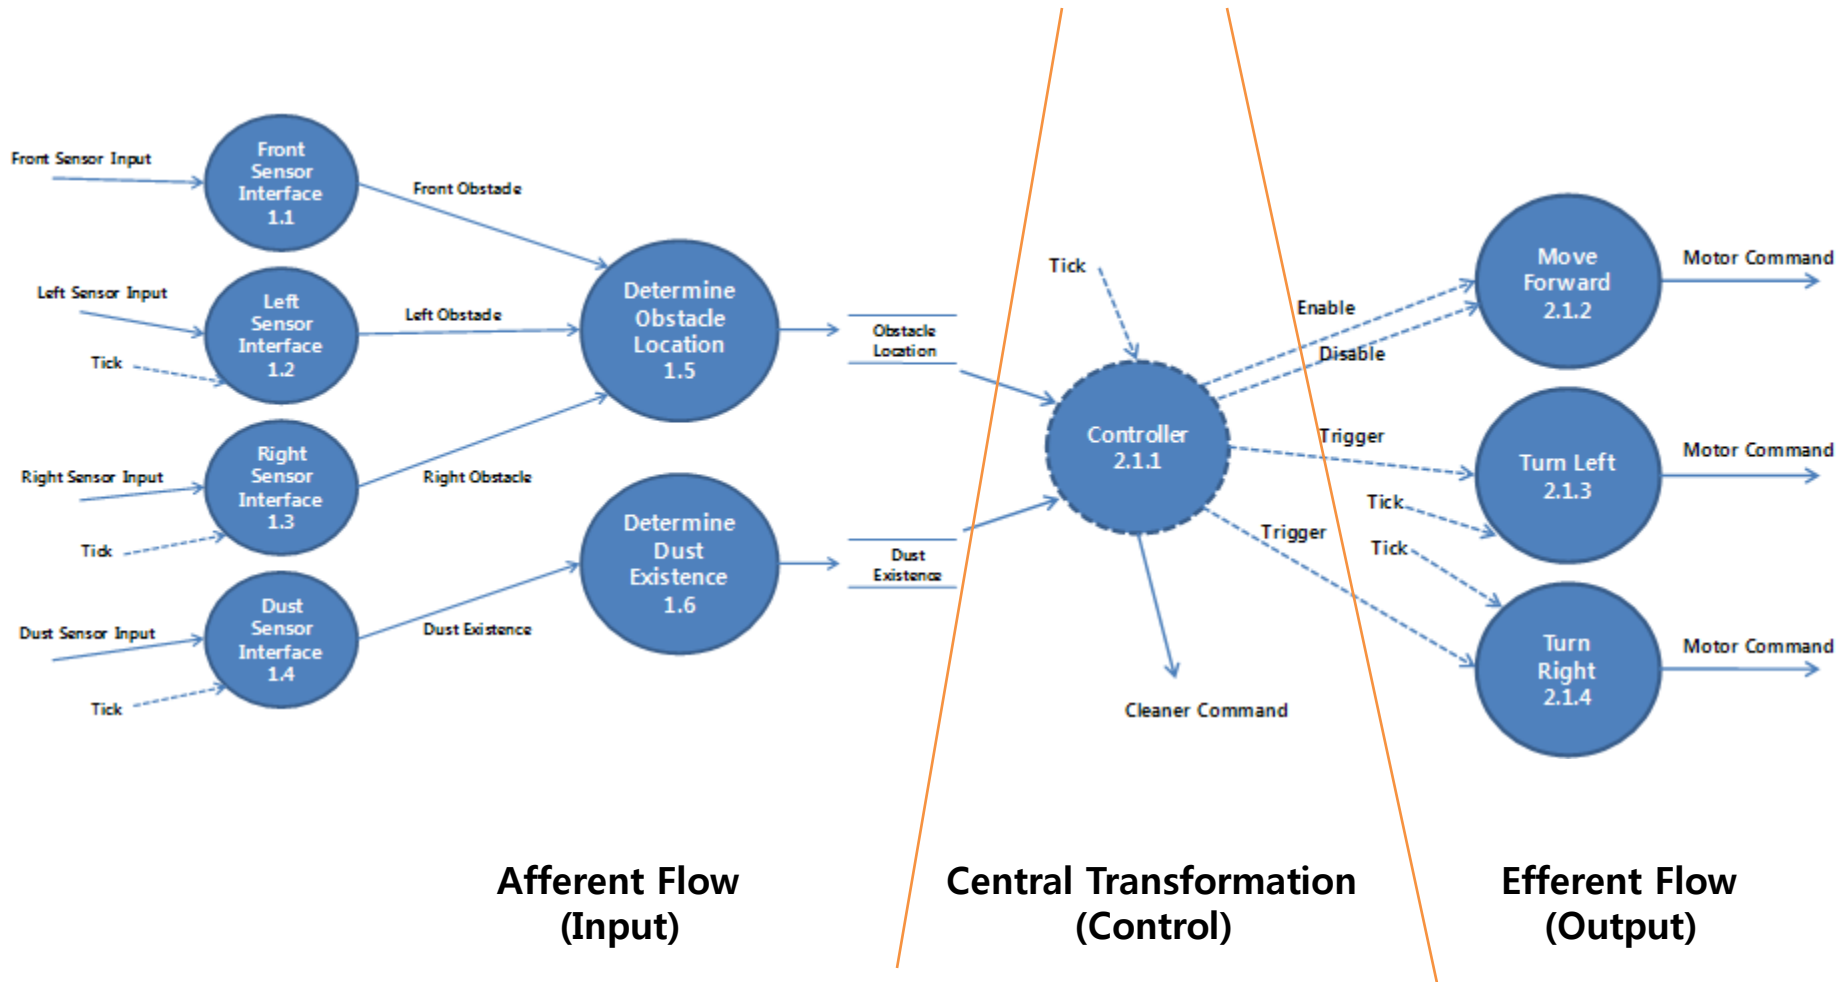 Front Sensor Input
Front
Sensor
Interface
1.1
Front Obstacle
Left Sensor Input
Tick
Left
Sensor
Interface
1.2
Left Obstacle
Right Sensor Input
Tick
Right
Sensor
Interface
1.3
Right Obstacle
Dust Sensor Input
Tick
Dust
Sensor
Interface
1.4
Dust Existence
Determine
Obstacle
Location
1.5
Determine
Dust
Existence
1.6
Obstacle
Location
Dust
Existence
Tick
Controller
2.1.1
Cleaner Command
Enable
Disable
Trigger
Trigger
Tick
Tick
Move
Forward
2.1.2
Motor Command
Turn Left
2.1.3
Motor Command
Turn
Right
2.1.4
Motor Command
Afferent Flow
(Input)
Central Transformation
(Control)
Efferent Flow
(Output)